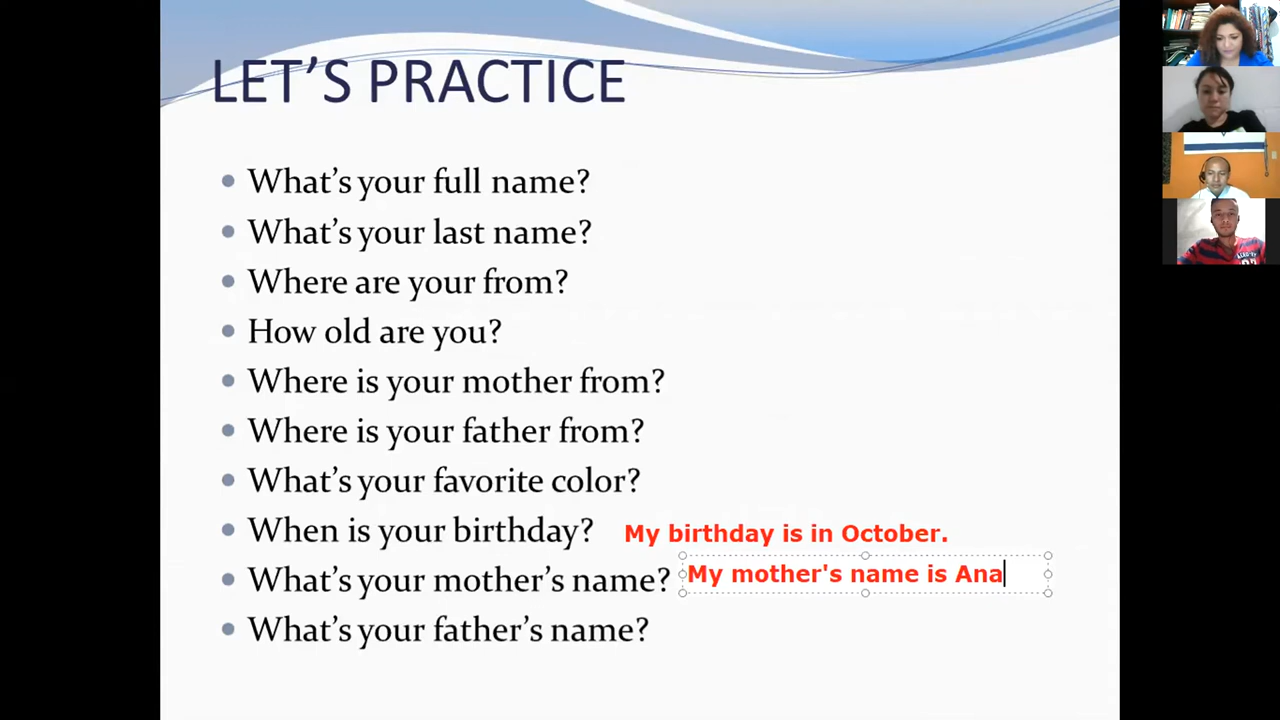 LET'S PRACTICE
• What's your full name?
• What's your last name?
• Where are your from?
• How old are you?
• Where is your mother from?
• Where is your father from?
• What's your favorite color?
• When is your birthday? My birthday is in October.
• What's your mother's name? My mother's name is Ana
• What's your father's name?